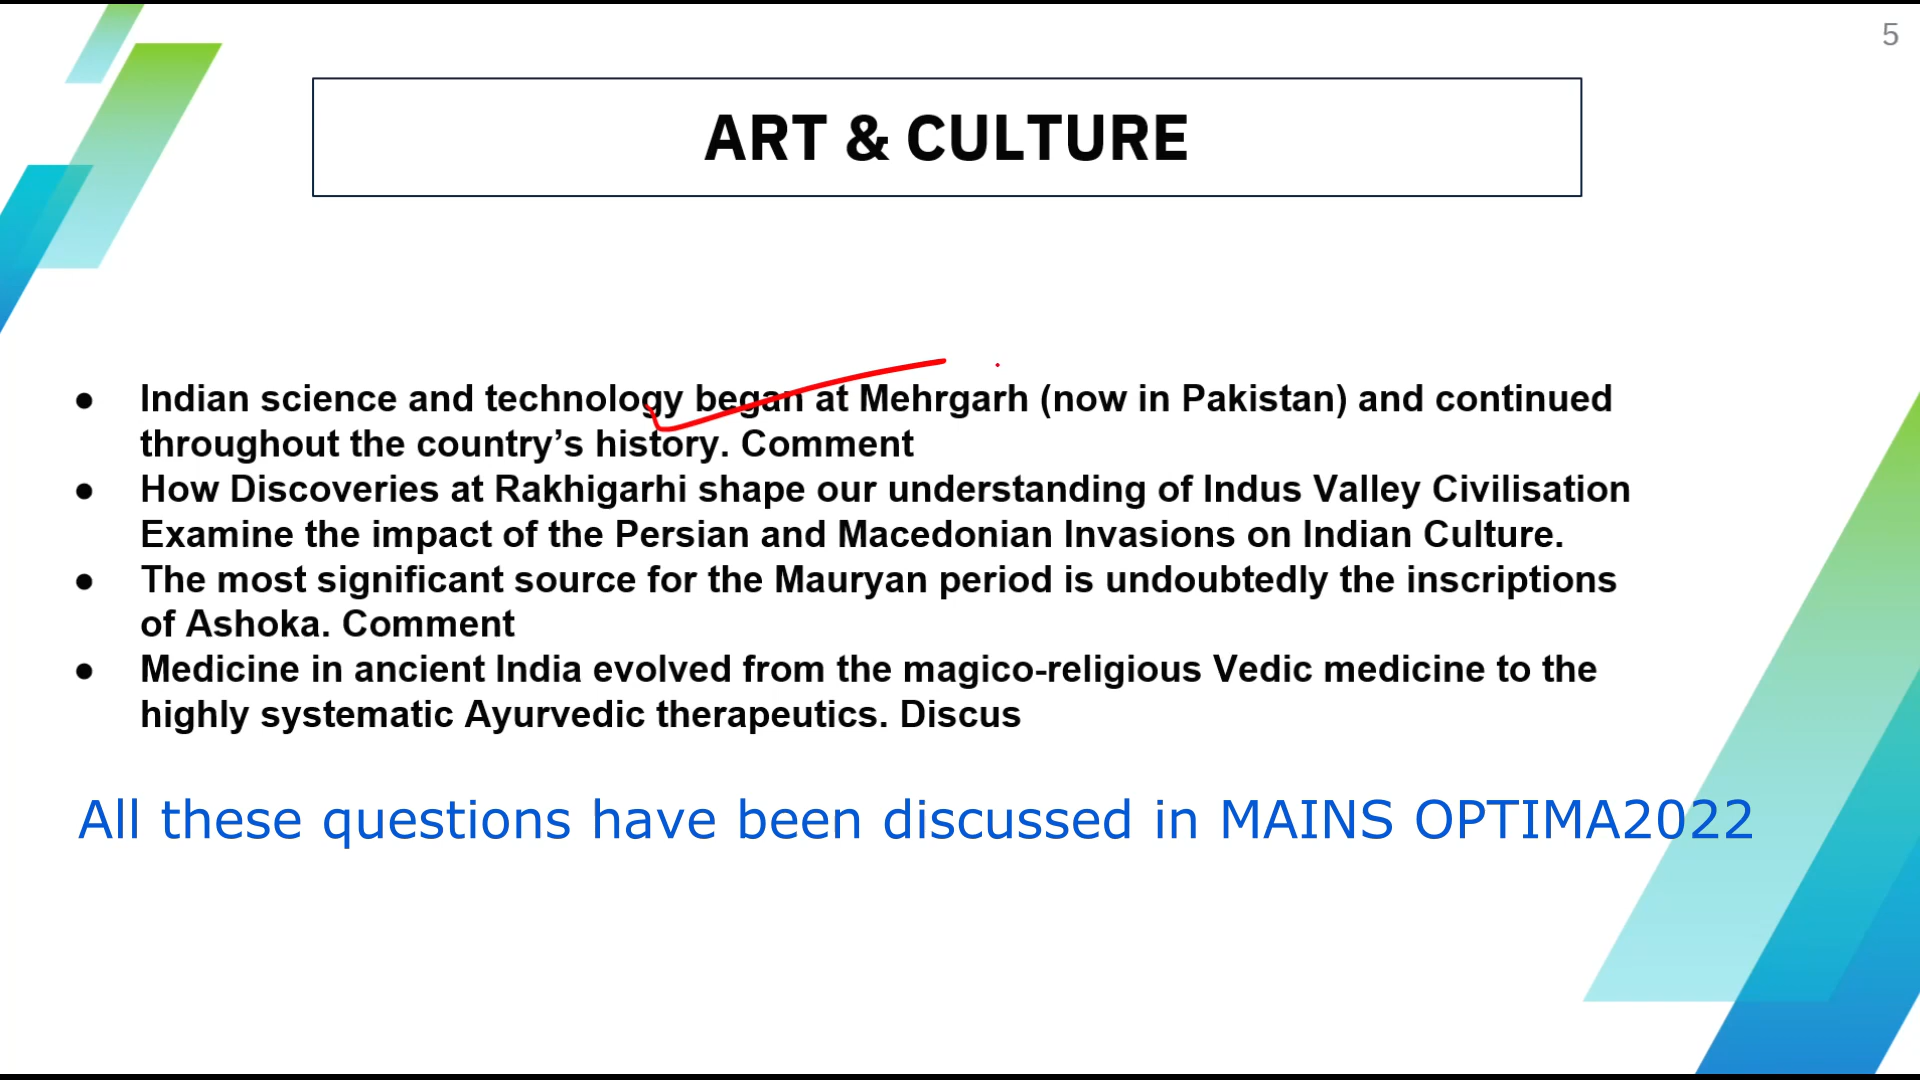 5
ART & CULTURE
● Indian science and technology began at Mehrgarh (now in Pakistan) and continued
throughout the country’s history. Comment
● How Discoveries at Rakhigarhi shape our understanding of Indus Valley Civilisation
Examine the impact of the Persian and Macedonian Invasions on Indian Culture.
● The most significant source for the Mauryan period is undoubtedly the inscriptions
of Ashoka. Comment
● Medicine in ancient India evolved from the magico-religious Vedic medicine to the
highly systematic Ayurvedic therapeutics. Discus
All these questions have been discussed in MAINS OPTIMA2022